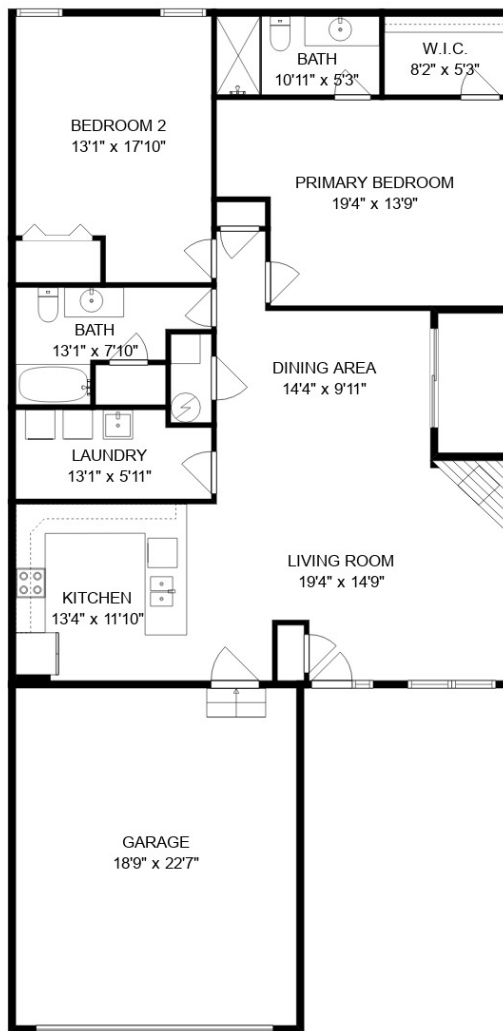 BATH
10'11" x 5'3"
W.I.C.
8'2" x 5'3"
BEDROOM 2
13'1" x 17'10"
PRIMARY BEDROOM
19'4" x 13'9"
BATH
13'1" x 7'10"
DINING AREA
14'4" x 9'11"
LAUNDRY
13'1" x 5'11"
LIVING ROOM
19'4" x 14'9"
KITCHEN
13'4" x 11'10"
GARAGE
18'9" x 22'7"